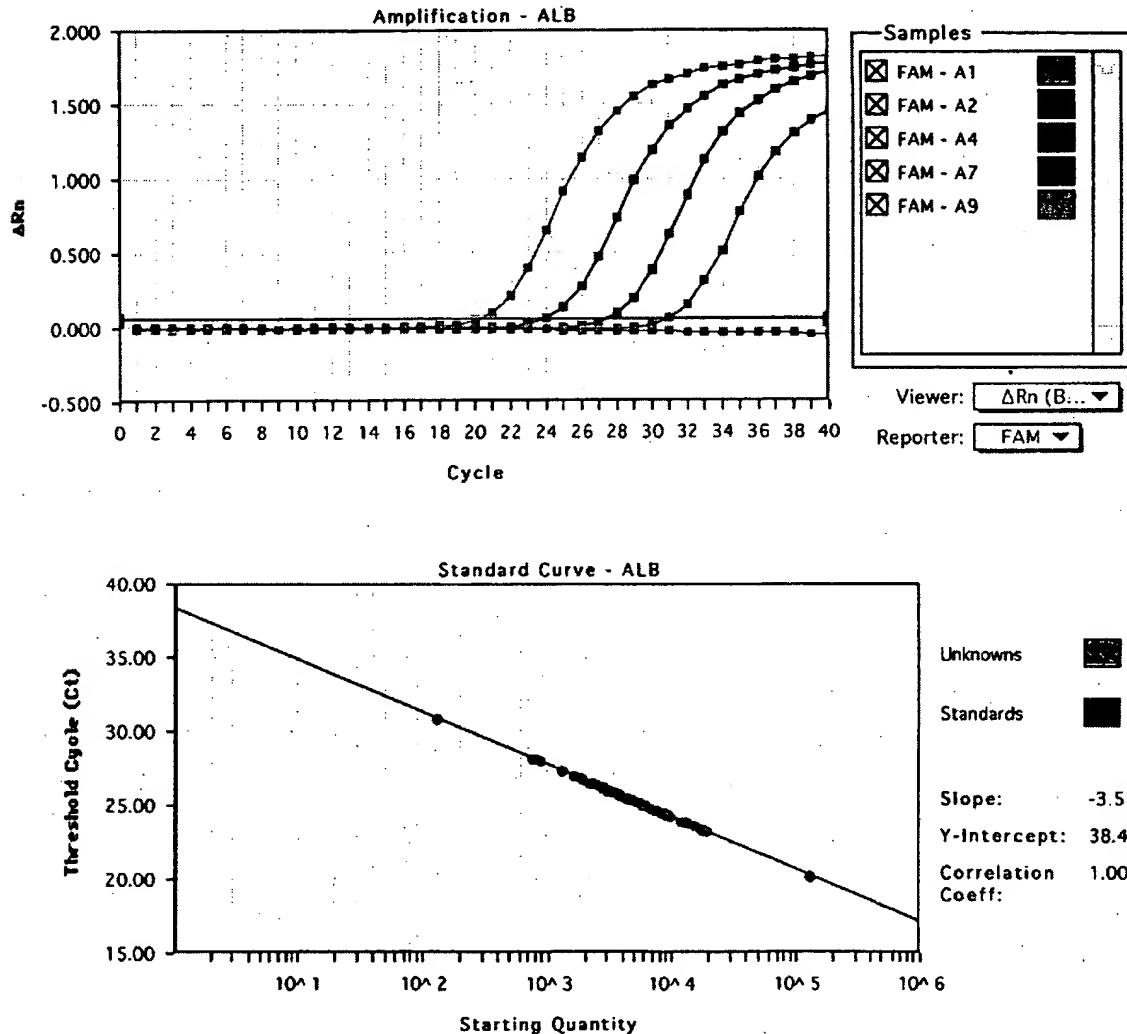 Amplification - ALB
2.000
1.500
1.000
0.500
0.000
-0.500
ΔRn
0 2 4 6 8 10 12 14 16 18 20 22 24 26 28 30 32 34 36 38 40
Cycle
Samples
FAM - A1
FAM - A2
FAM - A4
FAM - A7
FAM - A9
Viewer: ΔRn (B...
Reporter: FAM
Standard Curve - ALB
40.00
35.00
30.00
25.00
20.00
15.00
Threshold Cycle (Ct)
10^1 10^2 10^3 10^4 10^5 10^6
Starting Quantity
Unknowns
Standards
Slope: -3.5
Y-Intercept: 38.4
Correlation 1.00
Coeff: